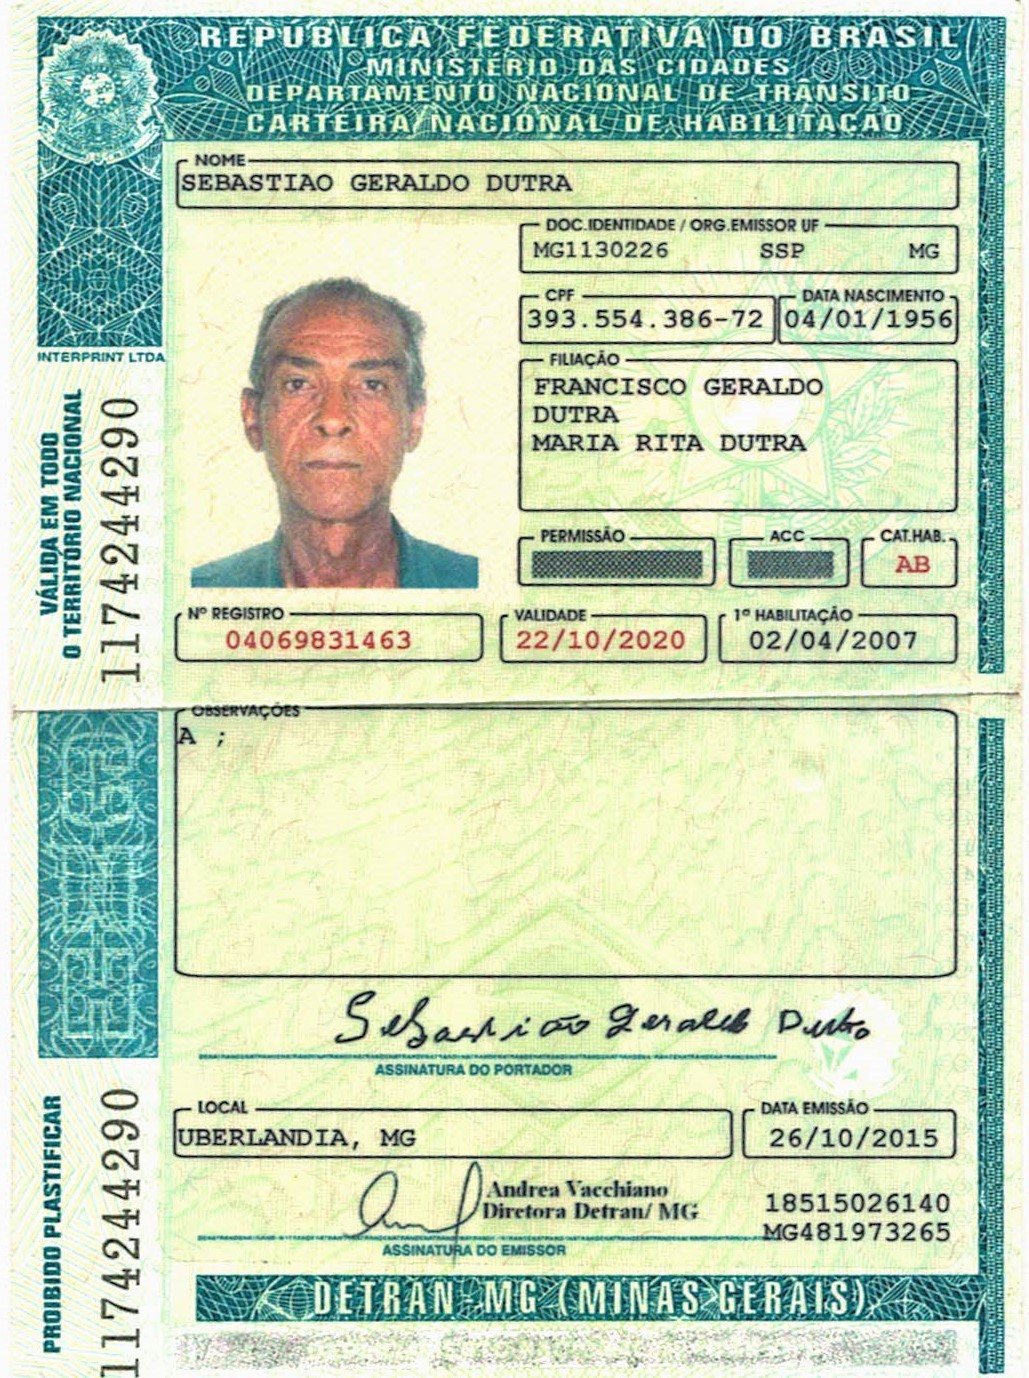 REPÚBLICA FEDERATIVA DO BRASIL
MINISTÉRIO DAS CIDADES
DEPARTAMENTO NACIONAL DE TRÂNSITO
CARTEIRA NACIONAL DE HABILITAÇÃO
NOME
SEBASTIAO GERALDO DUTRA
DOC.IDENTIDADE / ORG.EMISSOR UF
MG1130226 SSP MG
CPF DATA NASCIMENTO
393.554.386-72 04/01/1956
FILIAÇÃO
FRANCISCO GERALDO
DUTRA
MARIA RITA DUTRA
PERMISSÃO ACC CAT.HAB.
AB
Nº REGISTRO VALIDADE 1ª HABILITAÇÃO
04069831463 22/10/2020 02/04/2007
INTERPRINT LTDA
VÁLIDA EM TODO
O TERRITÓRIO NACIONAL
1174244290
OBSERVAÇÕES
A ;
Sebastião Geraldo Dutra
ASSINATURA DO PORTADOR
LOCAL DATA EMISSÃO
UBERLANDIA, MG 26/10/2015
Andrea Vacchiano
Diretora Detran/ MG
ASSINATURA DO EMISSOR
18515026140
MG481973265
PROIBIDO PLASTIFICAR
1174244290
DETRAN-MG (MINAS GERAIS)